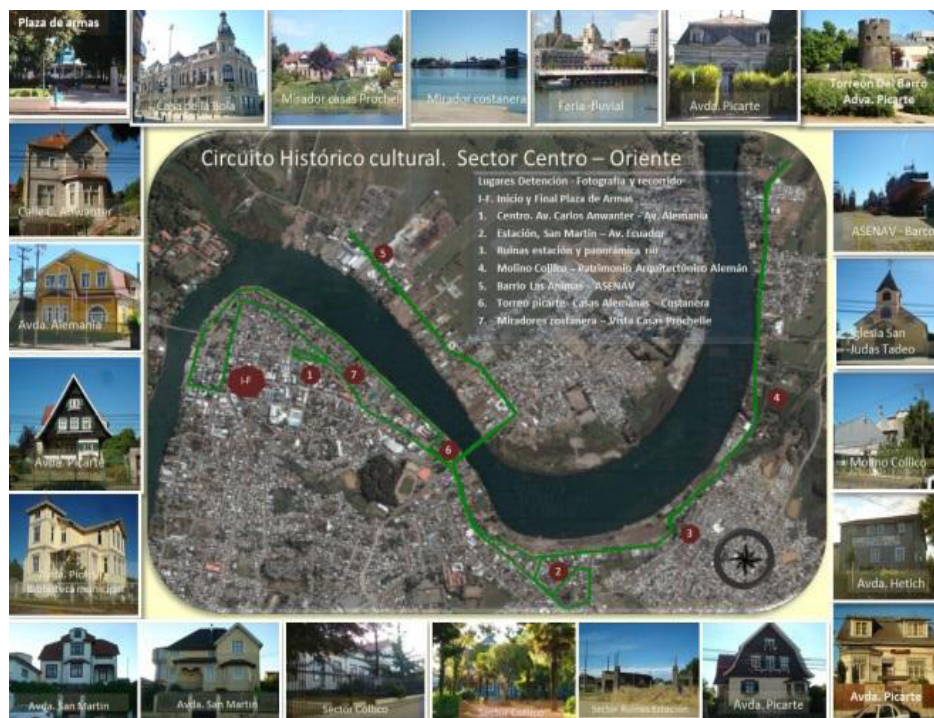 Plaza de armas
Casa de la Bola
Mirador casas Prochelle
Mirador costanera
Feria fluvial
Avda. Picarte
Torreón Del Barro
Adva. Picarte
Calle C. Anwanter
Circuito Histórico cultural. Sector Centro – Oriente
Lugares Detención - Fotografía y recorrido
I-F. Inicio y Final Plaza de Armas
1. Centro. Av. Carlos Anwanter - Av. Alemania
2. Estación, San Martín – Av. Ecuador
3. Ruinas estación y panorámica río
4. Molino Collico – Patrimonio Arquitectónico Alemán
5. Barrio Las Animas - ASENAV
6. Torreo picarte- Casas Alemanas – Costanera
7. Miradores costanera – Vista Casas Prochelle
ASENAV - Barco
Avda. Alemania
Iglesia San
Judas Tadeo
5
I-F
1
7
4
6
3
2
Avda. Picarte
Molino Collico
Avda. Picarte
Biblioteca municipal
Avda. Hetich
Avda. San Martin
Avda. San Martin
Sector Collico
Sector Collico
Sector Ruinas Estación
Avda. Picarte
Avda. Picarte